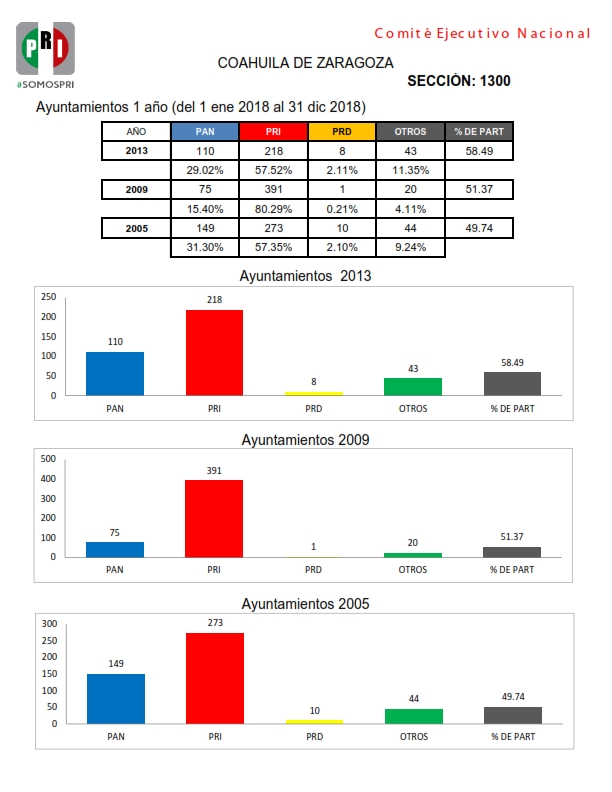 Comité Ejecutivo Nacional
PRI
#SOMOSPRI
COAHUILA DE ZARAGOZA
SECCIÓN: 1300
Ayuntamientos 1 año (del 1 ene 2018 al 31 dic 2018)
AÑO PAN PRI PRD OTROS % DE PART
2013 110 218 8 43 58.49
29.02% 57.52% 2.11% 11.35%
2009 75 391 1 20 51.37
15.40% 80.29% 0.21% 4.11%
2005 149 273 10 44 49.74
31.30% 57.35% 2.10% 9.24%
Ayuntamientos 2013
250
200
150
100
50
0
110 218 8 43 58.49
PAN PRI PRD OTROS % DE PART
Ayuntamientos 2009
500
400
300
200
100
0
75 391 1 20 51.37
PAN PRI PRD OTROS % DE PART
Ayuntamientos 2005
300
250
200
150
100
50
0
149 273 10 44 49.74
PAN PRI PRD OTROS % DE PART